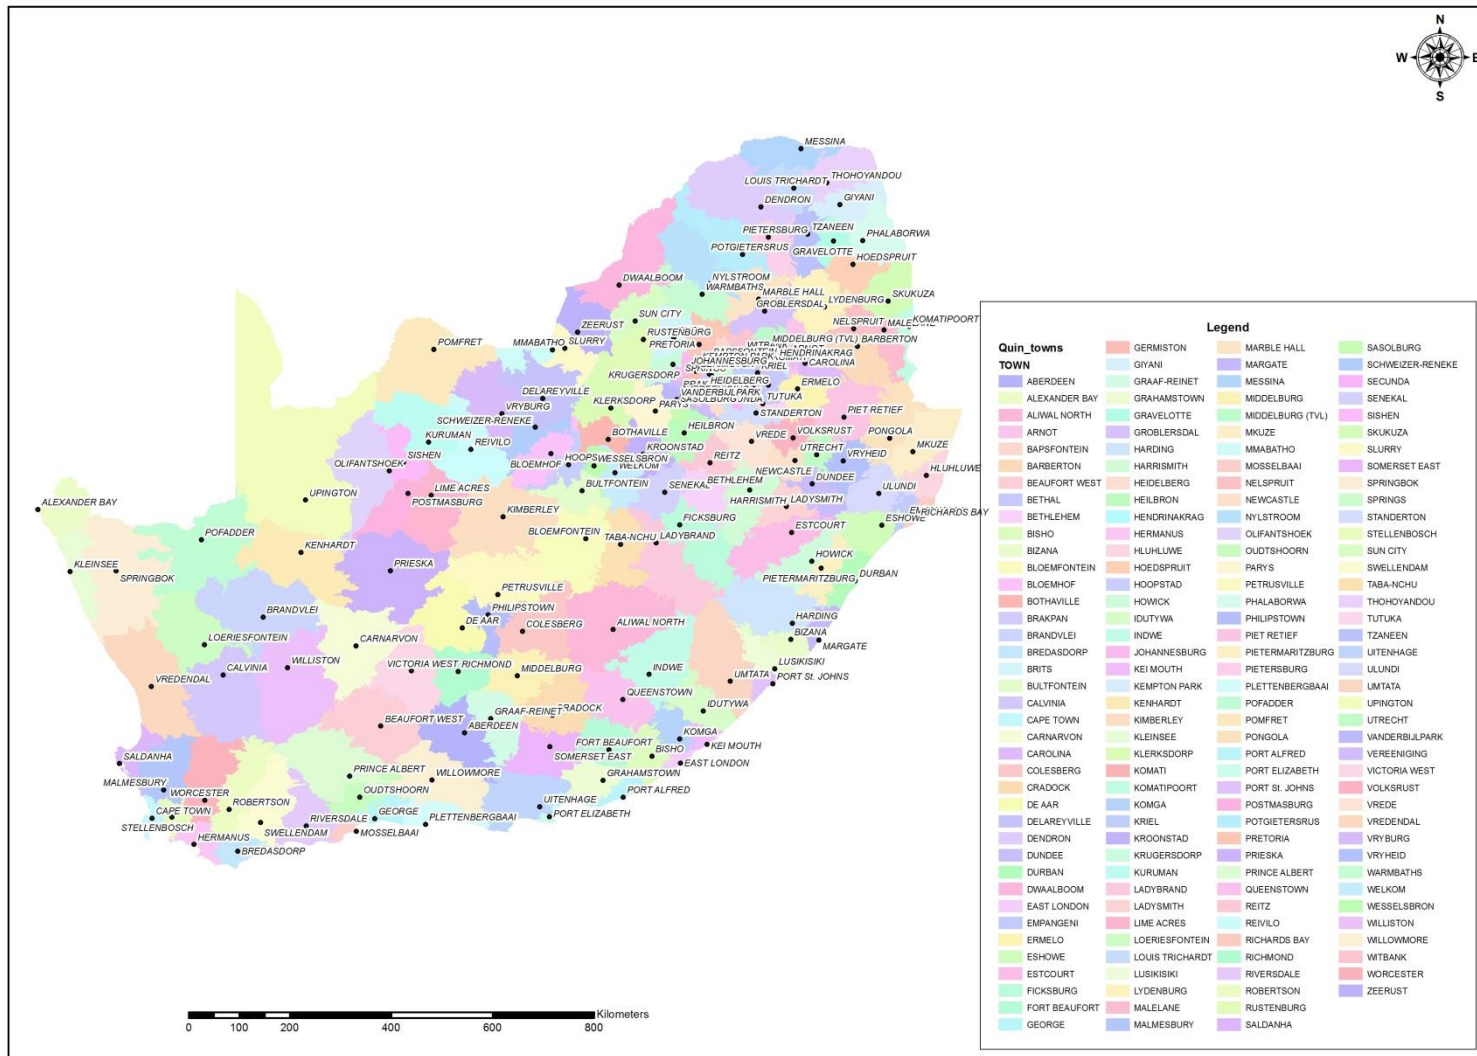 N
W
E
S
MESSINA
LOUIS TRICHARDT
THOHOYANDOU
DENDRON
GIYANI
PIETERSBURG
TZANEEN
PHALABORWA
POTGIETERSRUS
GRAVELOTTE
HOEDSPRUIT
DWAALBOOM
NYLSTROOM
WARMBATHS
MARBLE HALL
GROBLERSDAL
LYDENBURG
SKUKUZA
SUN CITY
ZEERUST
RUSTENBURG
NELSPRUIT
KOMATIPOORT
POMFRET
MMABATHO
SLURRY
PRETORIA
MIDDELBURG (TVL)
BARBERTON
HENDRINAKRAG
JOHANNESBURG
KRIEL
CAROLINA
KRUGERSDORP
HEIDELBERG
ERMELO
DELAREYVILLE
VANDERBIJLPARK
TUTUKA
KLERKSDORP
PARYS
SASOLBURG
VRYBURG
STANDERTON
PIET RETIEF
SCHWEIZER-RENEKE
HEILBRON
VOLKSRUST
PONGOLA
KURUMAN
BOTHAVILLE
VREDE
MKUZE
REIVILO
KROONSTAD
UTRECHT
SISHEN
HOOPS
WESSELSBRON
REITZ
VRYHEID
OLIFANTSHOEK
BLOEMHOF
WELKOM
NEWCASTLE
HLUHLUWE
BULTFONTEIN
SENEKAL
BETHLEHEM
DUNDEE
ULUNDI
LIME ACRES
POSTMASBURG
UPINGTON
HARRISMITH
LADYSMITH
ALEXANDER BAY
KIMBERLEY
FICKSBURG
RICHARDS BAY
ESHOWE
POFADDER
BLOEMFONTEIN
TABA-NCHU
LADYBRAND
ESTCOURT
KENHARDT
HOWICK
KLEINSEE
SPRINGBOK
PRIESKA
PIETERMARITZBURG
DURBAN
PETRUSVILLE
BRANDVLEI
PHILIPSTOWN
DE AAR
COLESBERG
ALIWAL NORTH
HARDING
LOERIESFONTEIN
CARNARVON
BIZANA
MARGATE
CALVINIA
WILLISTON
VICTORIA WEST
RICHMOND
MIDDELBURG
INDWE
LUSIKISIKI
VREDENDAL
UMTATA
PORT St. JOHNS
QUEENSTOWN
BEAUFORT WEST
GRAAF-REINET
IDUTYWA
ABERDEEN
SALDANHA
FORT BEAUFORT
KOMGA
KEI MOUTH
SOMERSET EAST
BISHO
EAST LONDON
PRINCE ALBERT
WILLOWMORE
GRAHAMSTOWN
MALMESBURY
WORCESTER
OUDTSHOORN
PORT ALFRED
ROBERTSON
UITENHAGE
CAPE TOWN
GEORGE
PLETTENBERGBAAI
PORT ELIZABETH
STELLENBOSCH
RIVERSDALE
SWELLENDAM
MOSSELBAAI
HERMANUS
BREDASDORP
0 100 200 400 600 800 Kilometers
Legend
Quin_towns
TOWN
ABERDEEN
ALEXANDER BAY
ALIWAL NORTH
ARNOT
BAPSFONTEIN
BARBERTON
BEAUFORT WEST
BETHAL
BETHLEHEM
BISHO
BIZANA
BLOEMFONTEIN
BLOEMHOF
BOTHAVILLE
BRAKPAN
BRANDVLEI
BREDASDORP
BRITS
BULTFONTEIN
CALVINIA
CAPE TOWN
CARNARVON
CAROLINA
COLESBERG
CRADOCK
DE AAR
DELAREYVILLE
DENDRON
DUNDEE
DURBAN
DWAALBOOM
EAST LONDON
EMPANGENI
ERMELO
ESHOWE
ESTCOURT
FICKSBURG
FORT BEAUFORT
GEORGE
GERMISTON
GIYANI
GRAAF-REINET
GRAHAMSTOWN
GRAVELOTTE
GROBLERSDAL
HARDING
HARRISMITH
HEIDELBERG
HEILBRON
HENDRINAKRAG
HERMANUS
HLUHLUWE
HOEDSPRUIT
HOOPSTAD
HOWICK
IDUTYWA
INDWE
JOHANNESBURG
KEI MOUTH
KEMPTON PARK
KENHARDT
KIMBERLEY
KLEINSEE
KLERKSDORP
KOMATI
KOMATIPOORT
KOMGA
KRIEL
KROONSTAD
KRUGERSDORP
KURUMAN
LADYBRAND
LADYSMITH
LIME ACRES
LOERIESFONTEIN
LOUIS TRICHARDT
LUSIKISIKI
LYDENBURG
MALELANE
MALMESBURY
MARBLE HALL
MARGATE
MESSINA
MIDDELBURG
MIDDELBURG (TVL)
MKUZE
MMABATHO
MOSSELBAAI
NELSPRUIT
NEWCASTLE
NYLSTROOM
OLIFANTSHOEK
OUDTSHOORN
PARYS
PETRUSVILLE
PHALABORWA
PHILIPSTOWN
PIET RETIEF
PIETERMARITZBURG
PIETERSBURG
PLETTENBERGBAAI
POFADDER
POMFRET
PONGOLA
PORT ALFRED
PORT ELIZABETH
PORT St. JOHNS
POSTMASBURG
POTGIETERSRUS
PRETORIA
PRIESKA
PRINCE ALBERT
QUEENSTOWN
REITZ
REIVILO
RICHARDS BAY
RICHMOND
RIVERSDALE
ROBERTSON
RUSTENBURG
SALDANHA
SASOLBURG
SCHWEIZER-RENEKE
SECUNDA
SENEKAL
SISHEN
SKUKUZA
SLURRY
SOMERSET EAST
SPRINGBOK
SPRINGS
STANDERTON
STELLENBOSCH
SUN CITY
SWELLENDAM
TABA-NCHU
THOHOYANDOU
TUTUKA
TZANEEN
UITENHAGE
ULUNDI
UMTATA
UPINGTON
UTRECHT
VANDERBIJLPARK
VEREENIGING
VICTORIA WEST
VOLKSRUST
VREDE
VREDENDAL
VRYBURG
VRYHEID
WARMBATHS
WELKOM
WESSELSBRON
WILLISTON
WILLOWMORE
WITBANK
WORCESTER
ZEERUST